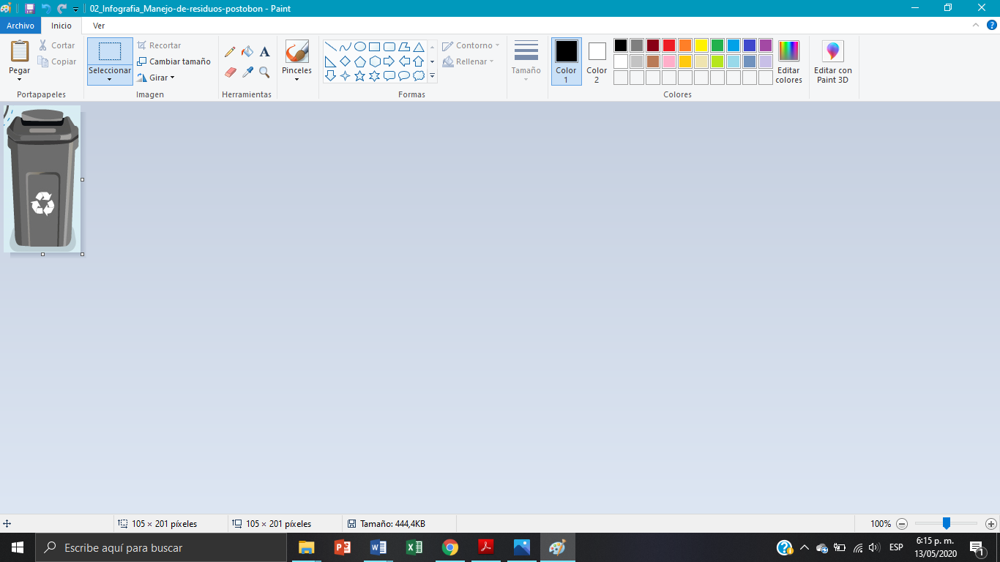 02_Infografia_Manejo-de-residuos-postobon - Paint
Archivo
Inicio
Ver
Pegar
Cortar
Copiar
Portapapeles
Seleccionar
Recortar
Cambiar tamaño
Girar
Imagen
A
Herramientas
Pinceles
Contorno
Rellenar
Formas
Tamaño
Color
1
Color
2
Editar
colores
Colores
Editar con
Paint 3D
105 × 201 píxeles
105 × 201 píxeles
Tamaño: 444,4KB
100%
Escribe aquí para buscar
ESP
6:15 p. m.
13/05/2020
1